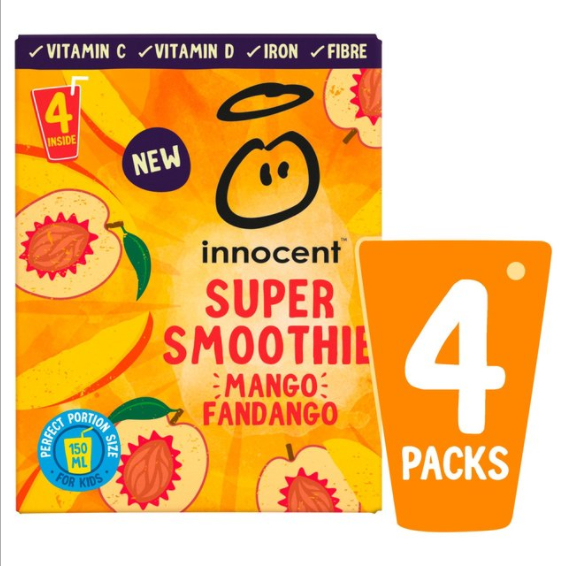 ✓ VITAMIN C ✓ VITAMIN D ✓ IRON ✓ FIBRE
4
INSIDE
NEW
innocent™
SUPER
SMOOTHIE
MANGO
FANDANGO
PERFECT PORTION SIZE
150
ML
FOR KIDS
4
PACKS